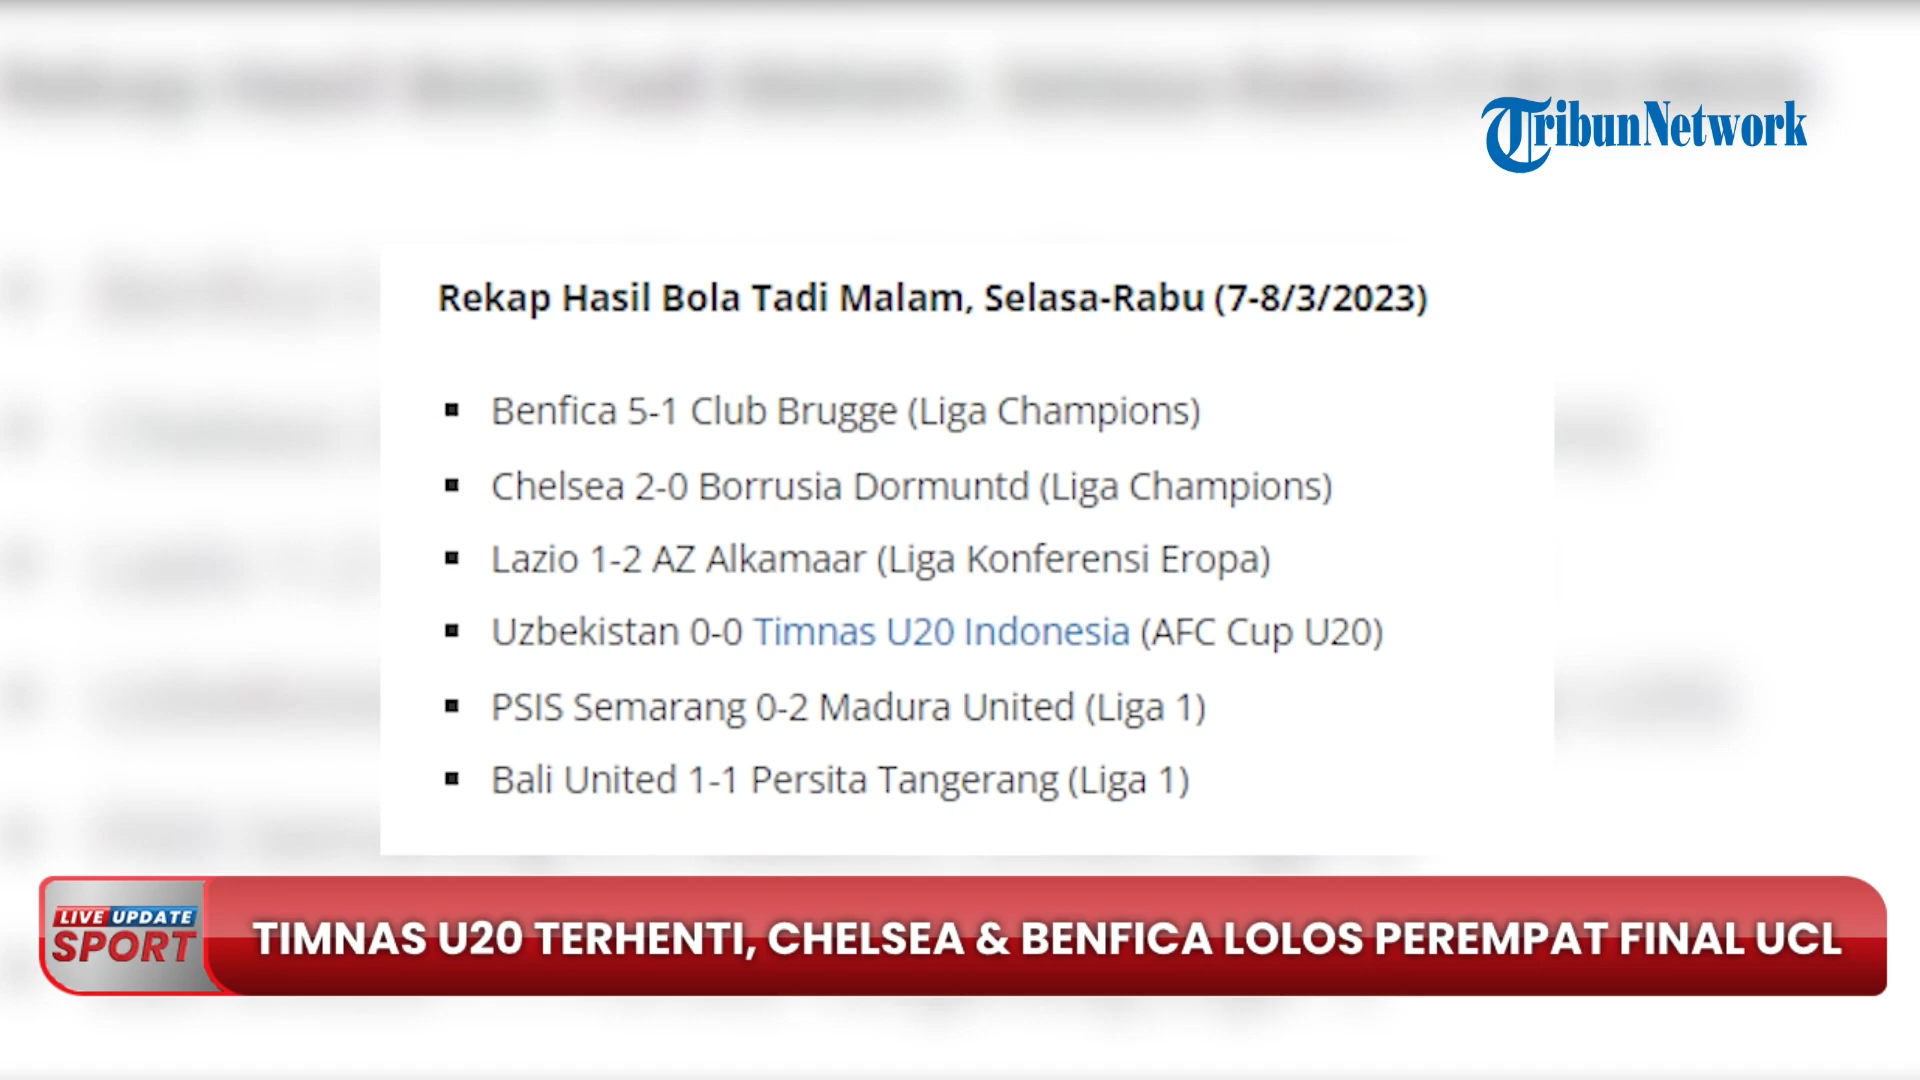 TribunNetwork
Rekap Hasil Bola Tadi Malam, Selasa-Rabu (7-8/3/2023)
Benfica 5-1 Club Brugge (Liga Champions)
Chelsea 2-0 Borrusia Dormuntd (Liga Champions)
Lazio 1-2 AZ Alkamaar (Liga Konferensi Eropa)
Uzbekistan 0-0 Timnas U20 Indonesia (AFC Cup U20)
PSIS Semarang 0-2 Madura United (Liga 1)
Bali United 1-1 Persita Tangerang (Liga 1)
LIVE UPDATE
SPORT
TIMNAS U20 TERHENTI, CHELSEA & BENFICA LOLOS PEREMPAT FINAL UCL